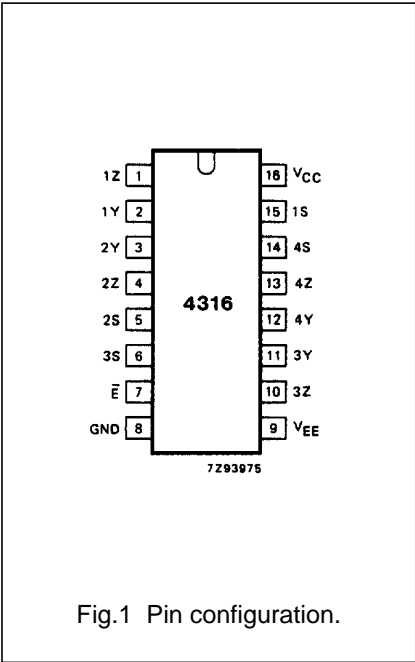 1Z 1 16 VCC
1Y 2 15 1S
2Y 3 14 4S
2Z 4 13 4Z
4316
2S 5 12 4Y
3S 6 11 3Y
E̅ 7 10 3Z
GND 8 9 VEE
7Z93975
Fig.1 Pin configuration.